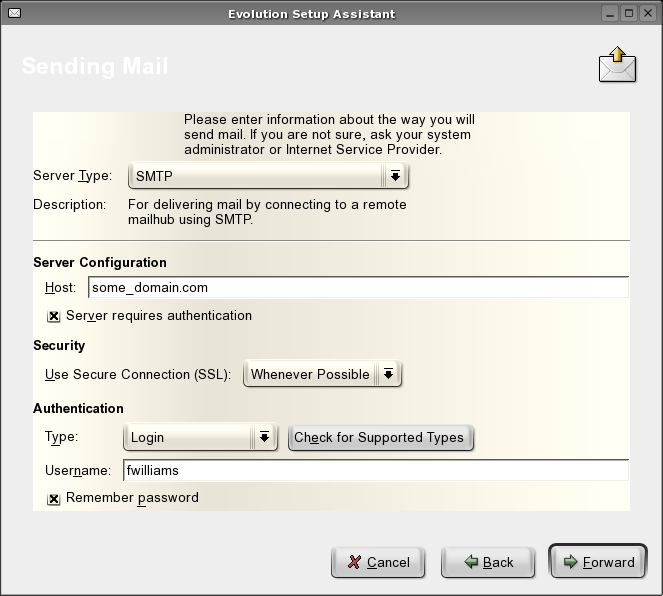 Evolution Setup Assistant
Sending Mail
Please enter information about the way you will
send mail. If you are not sure, ask your system
administrator or Internet Service Provider.
Server Type: SMTP
Description: For delivering mail by connecting to a remote
mailhub using SMTP.
Server Configuration
Host: some_domain.com
Server requires authentication
Security
Use Secure Connection (SSL): Whenever Possible
Authentication
Type: Login Check for Supported Types
Username: fwilliams
Remember password
Cancel Back Forward